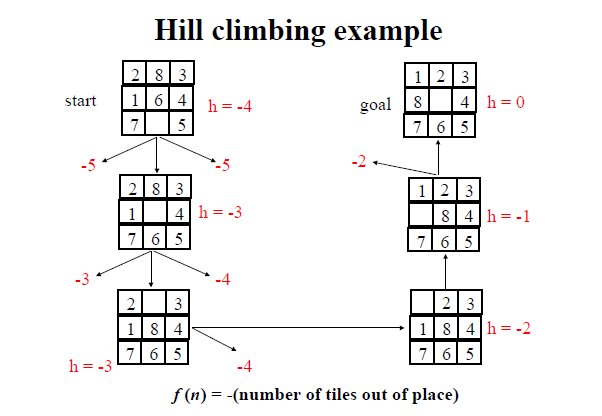 Hill climbing example
start
2 8 3
1 6 4
7 5
h = -4
-5
-5
2 8 3
1 4
7 6 5
h = -3
-3
-4
2 3
1 8 4
7 6 5
h = -3
-4
goal
1 2 3
8 4
7 6 5
h = 0
-2
1 2 3
8 4
7 6 5
h = -1
2 3
1 8 4
7 6 5
h = -2
f (n) = -(number of tiles out of place)